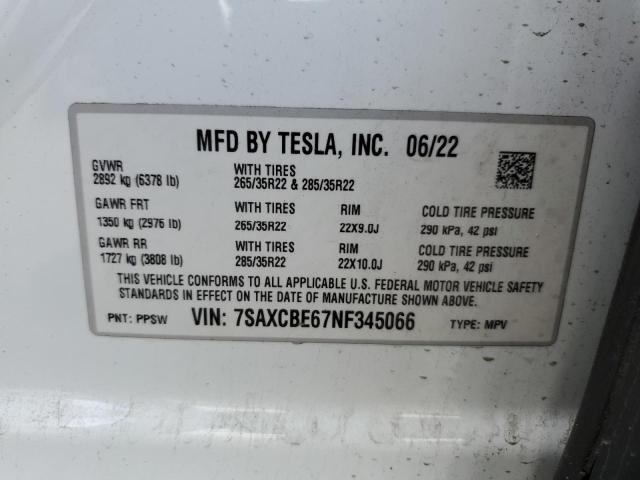 MFD BY TESLA, INC. 06/22
GVWR
2892 kg (6378 lb)
WITH TIRES
265/35R22 & 285/35R22
GAWR FRT
1350 kg (2976 lb)
WITH TIRES
265/35R22
RIM
22X9.0J
COLD TIRE PRESSURE
290 kPa, 42 psi
GAWR RR
1727 kg (3808 lb)
WITH TIRES
285/35R22
RIM
22X10.0J
COLD TIRE PRESSURE
290 kPa, 42 psi
THIS VEHICLE CONFORMS TO ALL APPLICABLE U.S. FEDERAL MOTOR VEHICLE SAFETY
STANDARDS IN EFFECT ON THE DATE OF MANUFACTURE SHOWN ABOVE.
PNT: PPSW VIN: 7SAXCBE67NF345066 TYPE: MPV